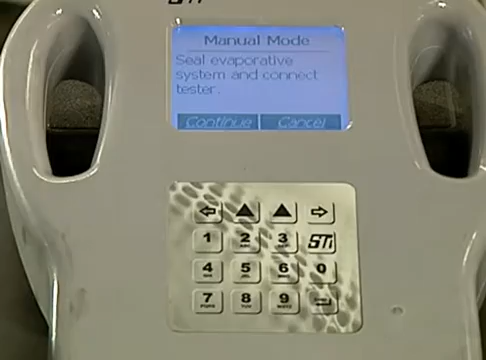 STi
Manual Mode
Seal evaporative
system and connect
tester.
Continue Cancel
1 2 3 STi
4 5 6 0
7 8 9